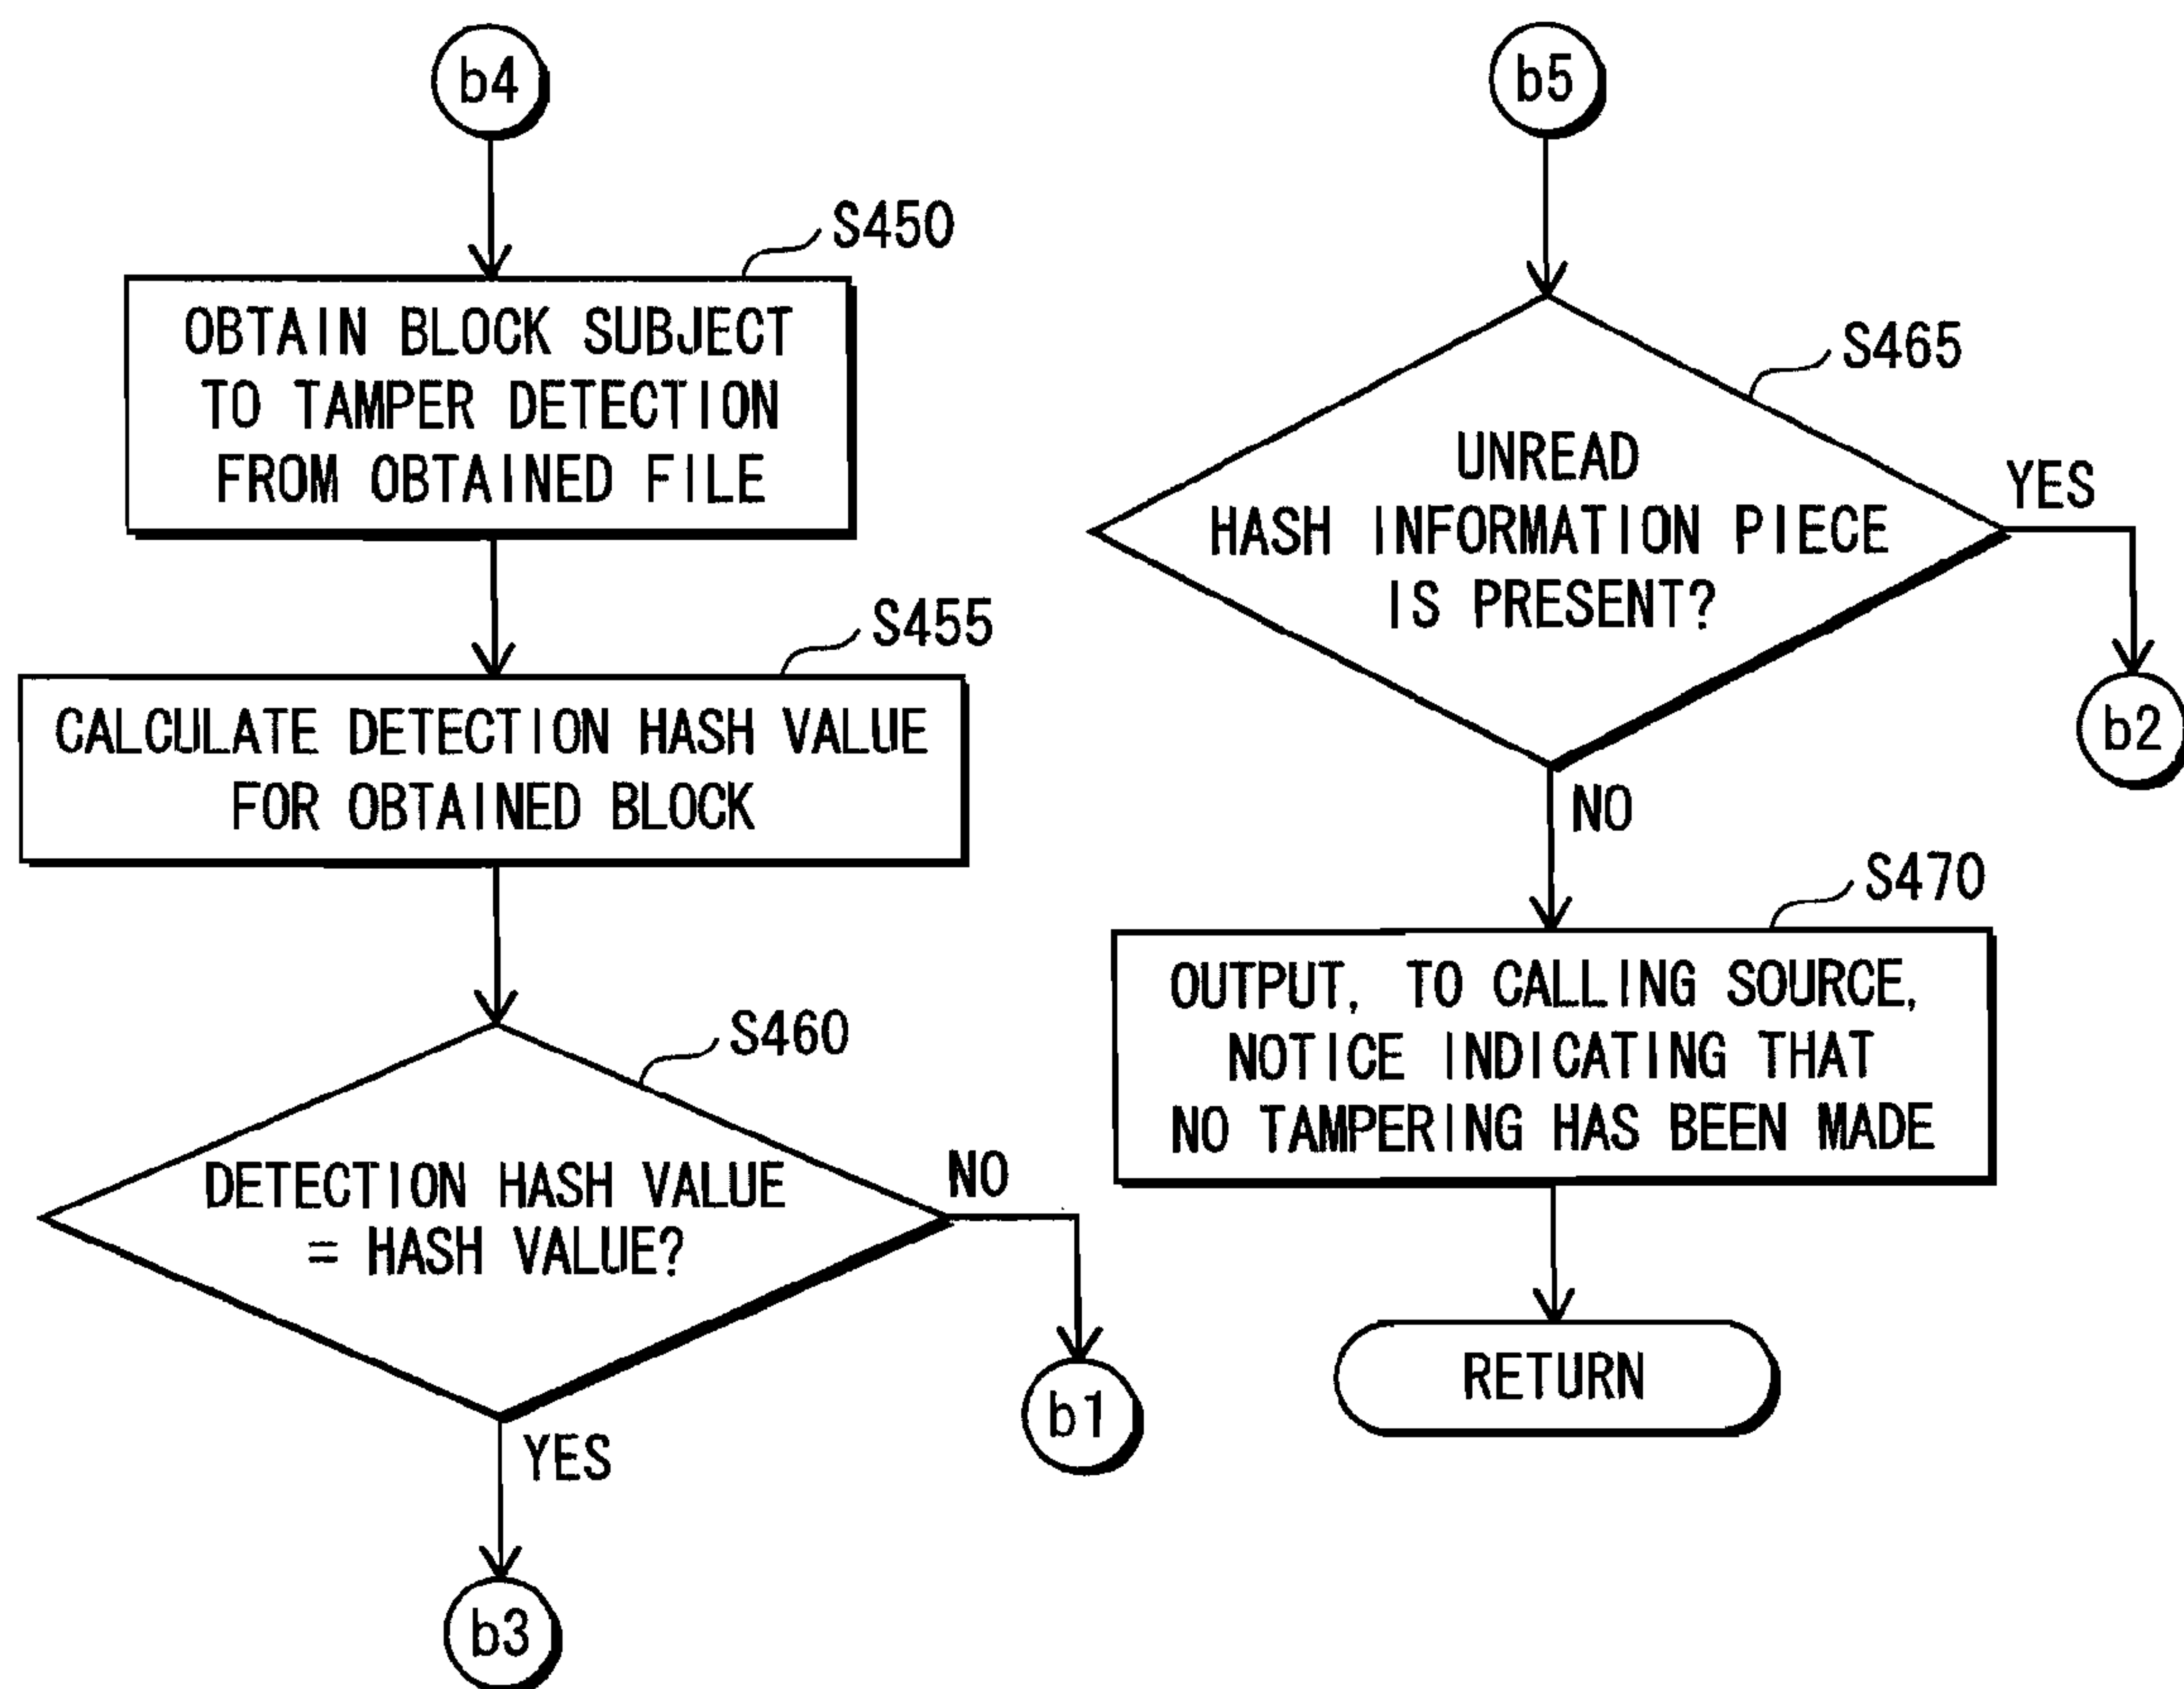 b4
S450
OBTAIN BLOCK SUBJECT
TO TAMPER DETECTION
FROM OBTAINED FILE
S455
CALCULATE DETECTION HASH VALUE
FOR OBTAINED BLOCK
S460
DETECTION HASH VALUE
= HASH VALUE?
NO
b1
YES
b3
b5
S465
UNREAD
HASH INFORMATION PIECE
IS PRESENT?
YES
b2
NO
S470
OUTPUT, TO CALLING SOURCE,
NOTICE INDICATING THAT
NO TAMPERING HAS BEEN MADE
RETURN